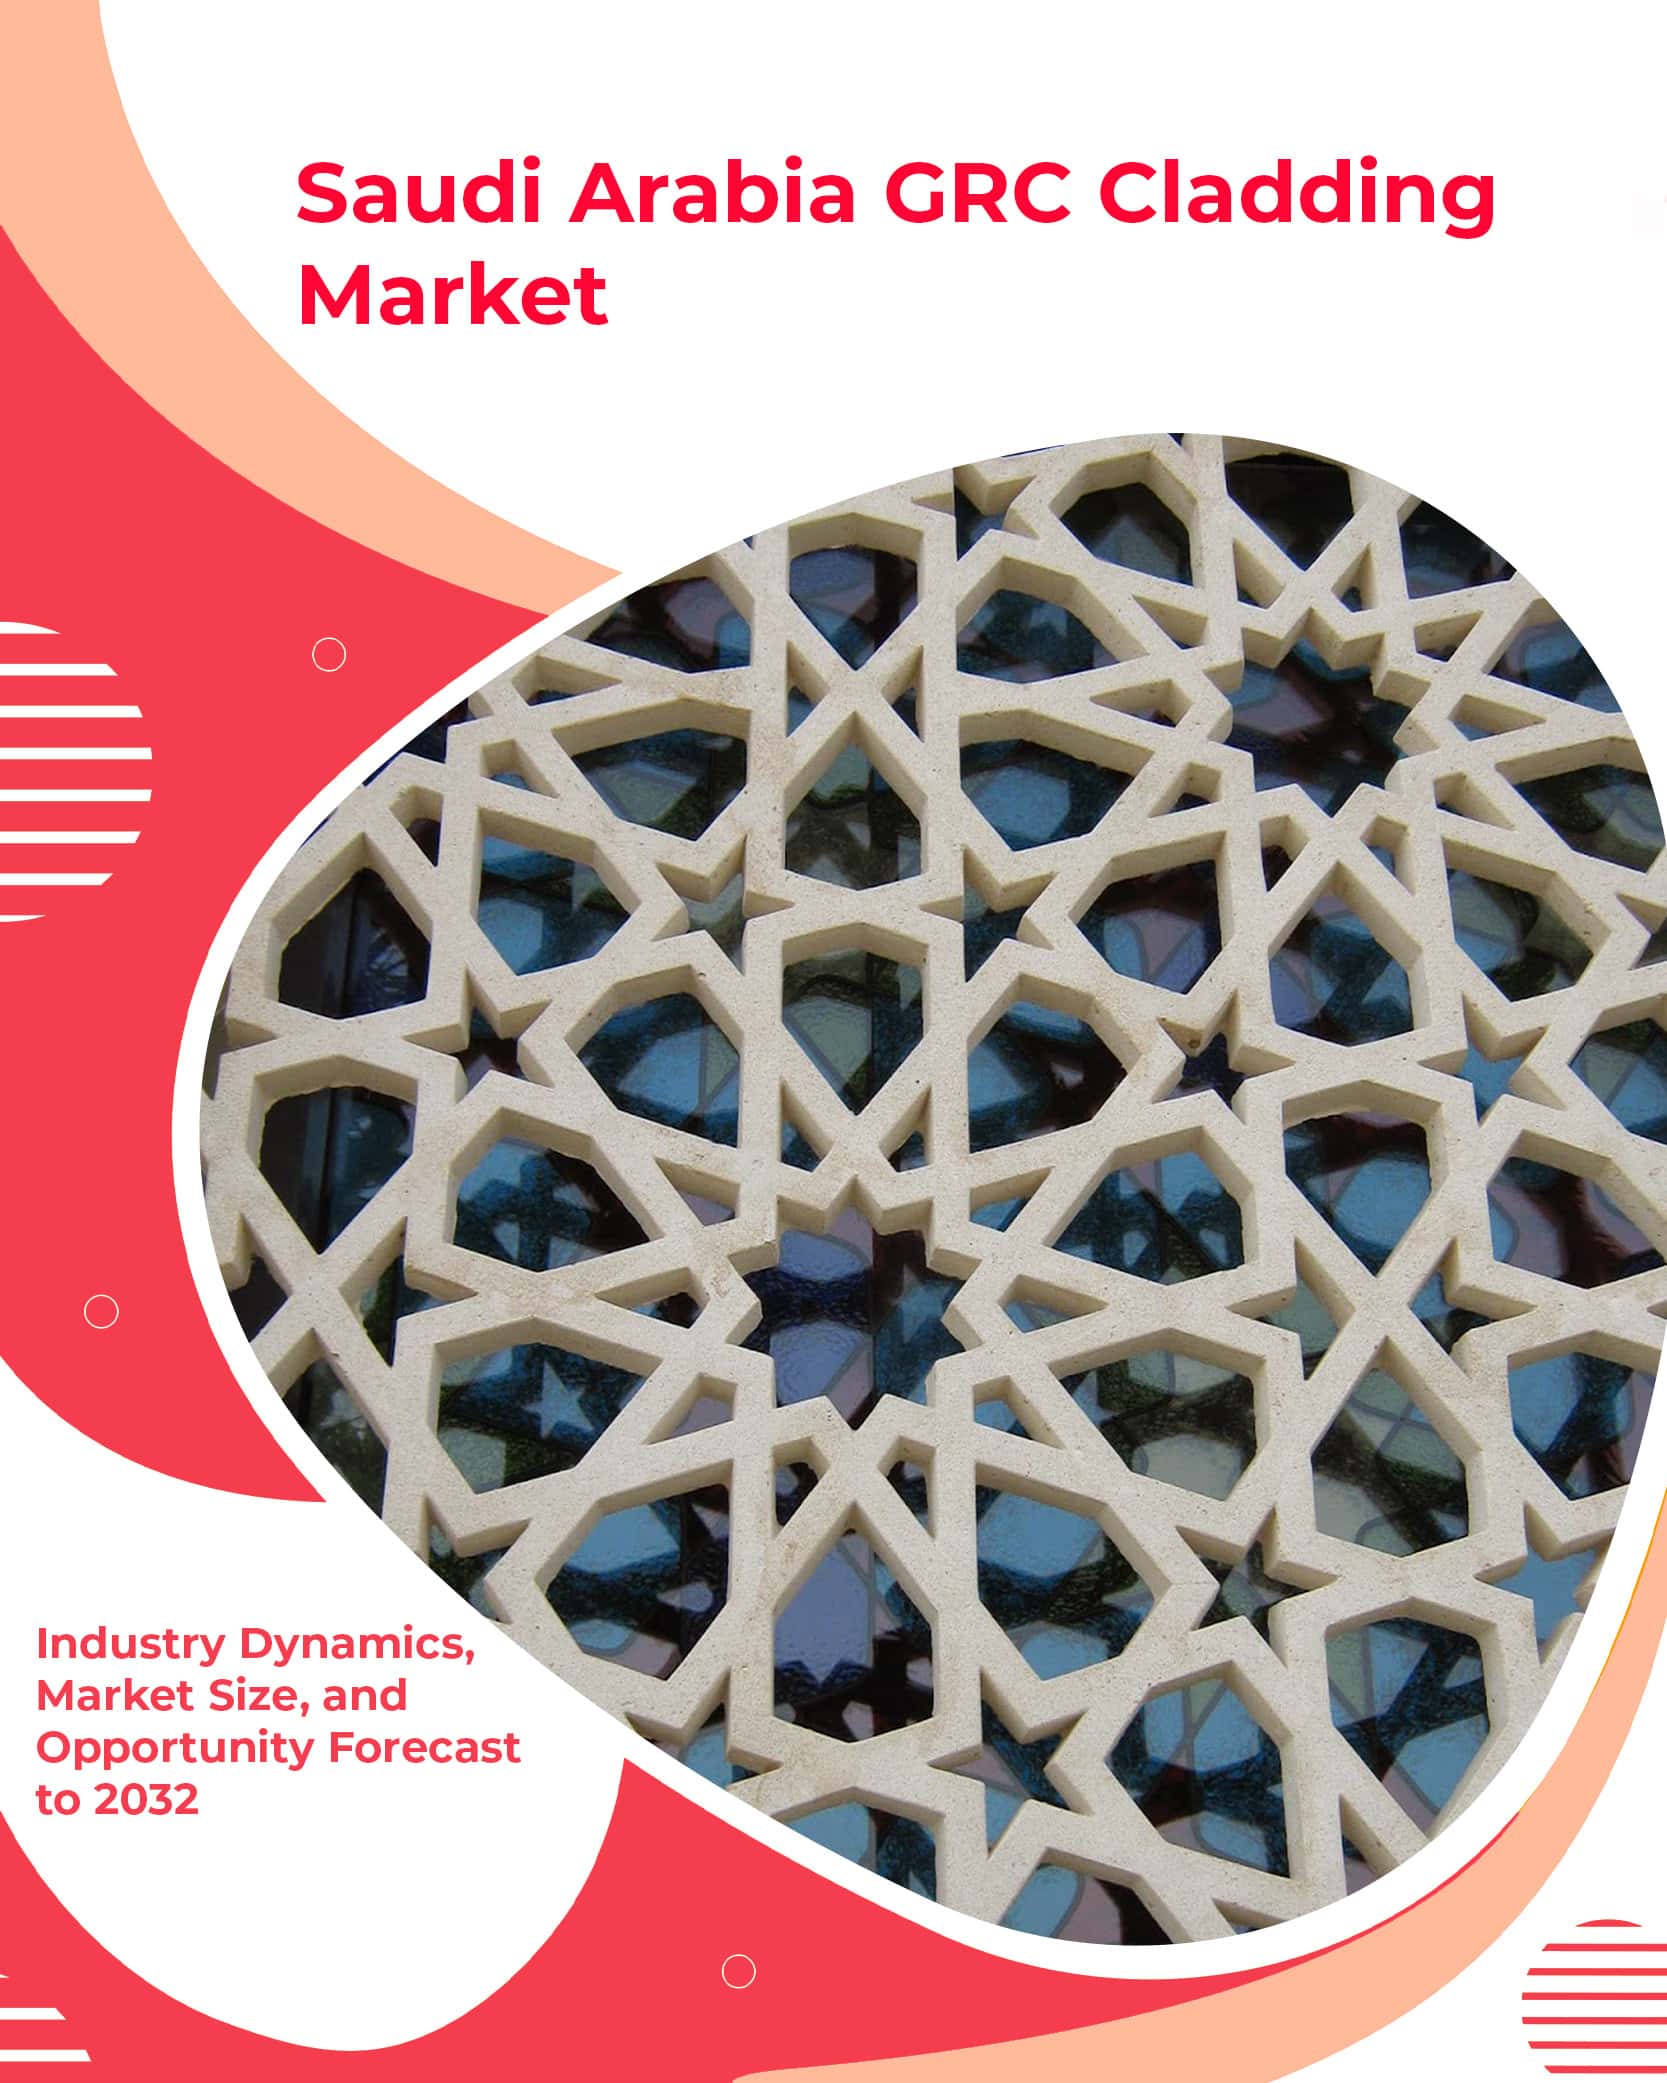 Saudi Arabia GRC Cladding
Market
Industry Dynamics,
Market Size, and
Opportunity Forecast
to 2032